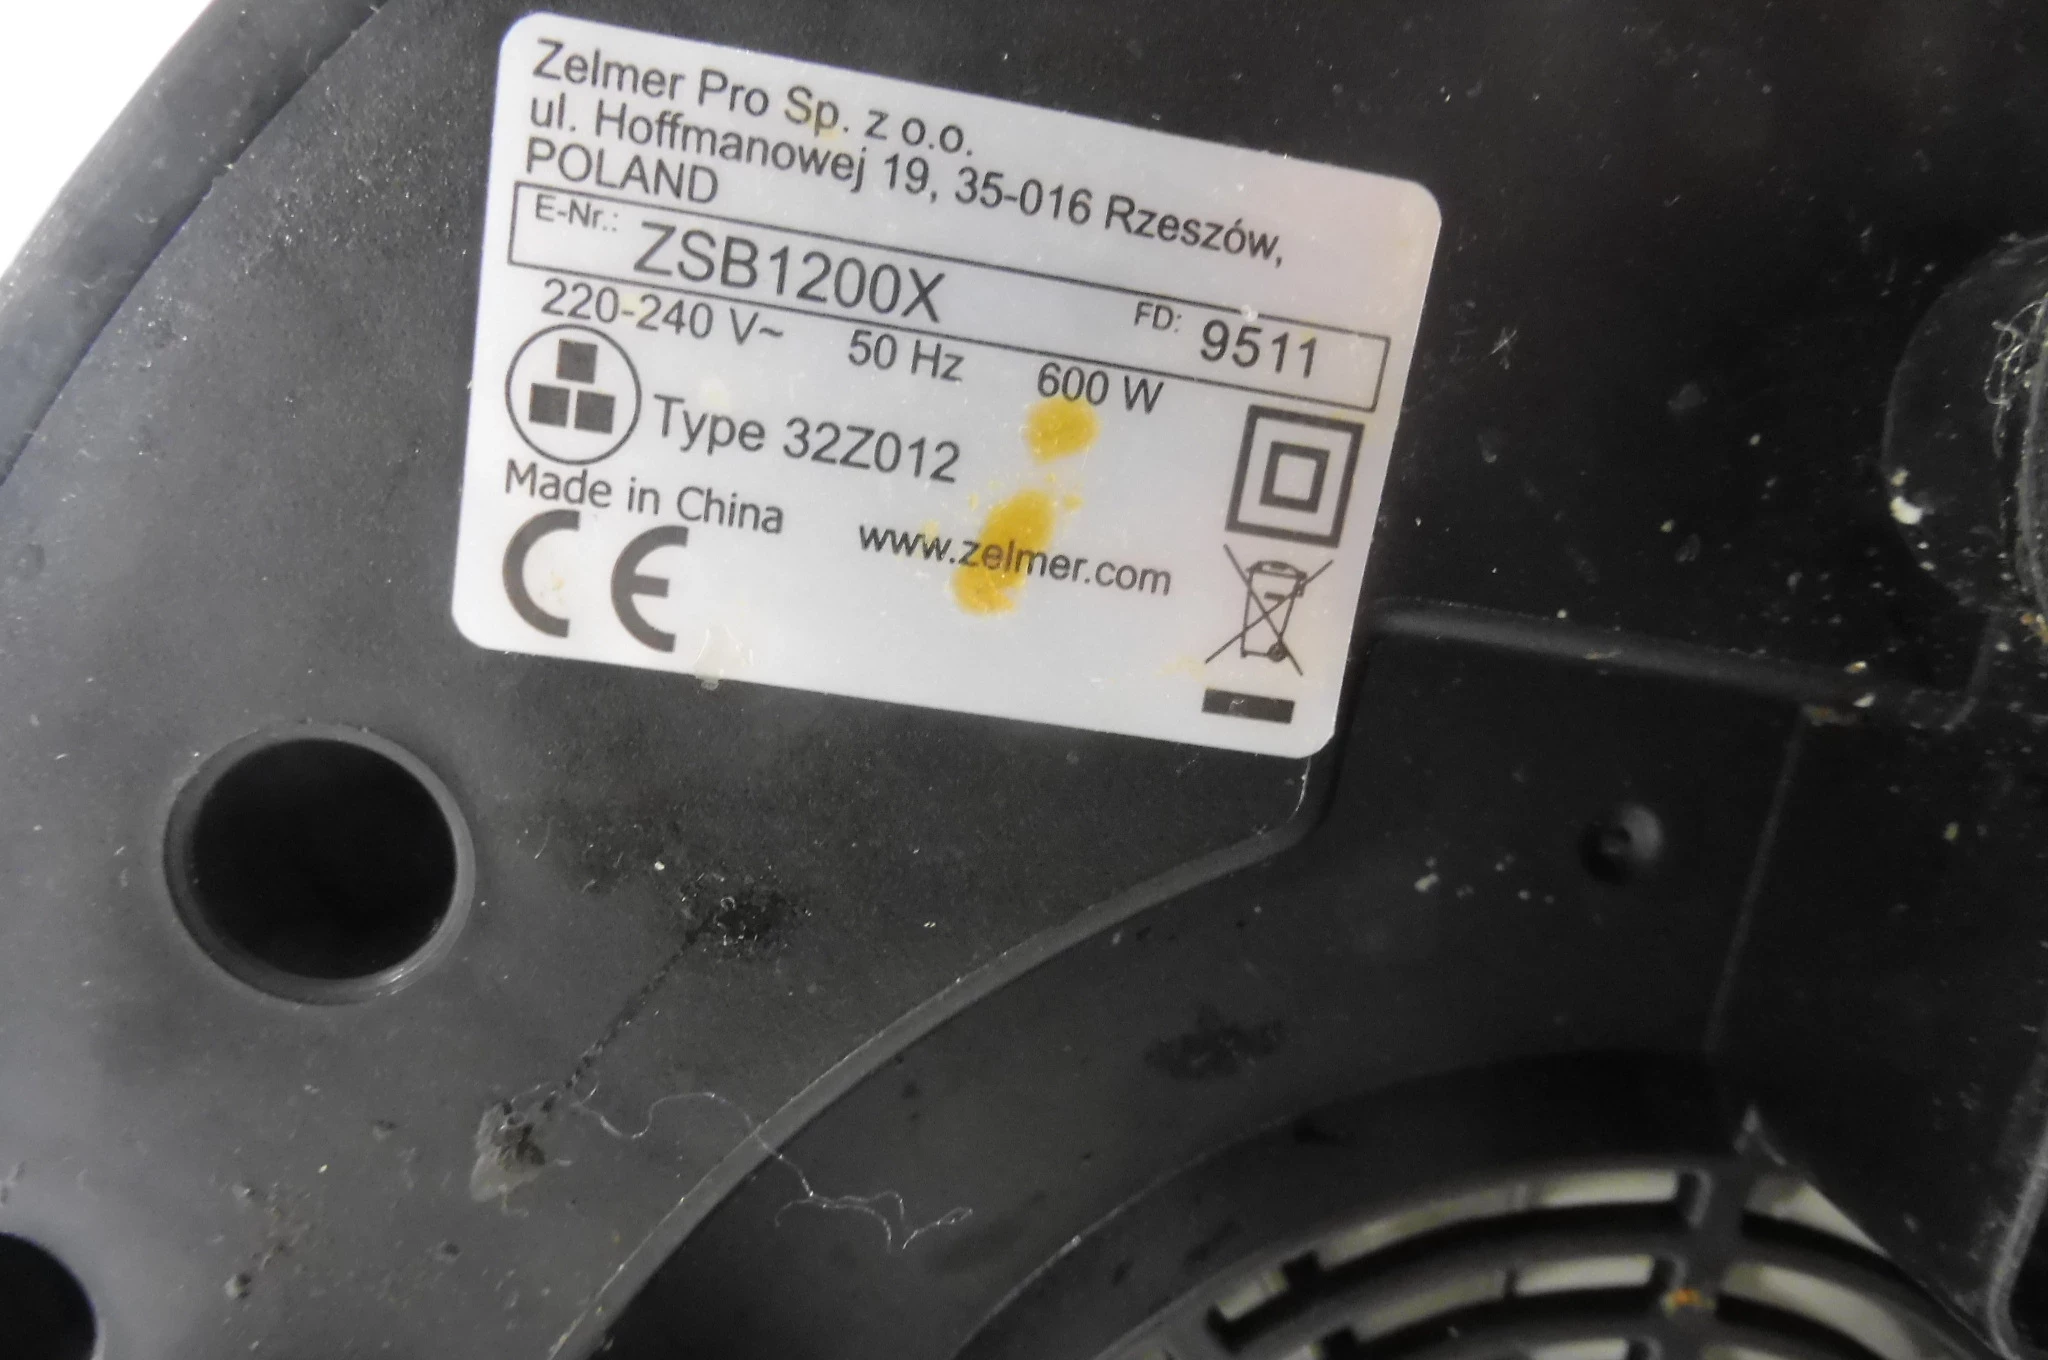 Zelmer Pro Sp. z o.o.
ul. Hoffmanowej 19, 35-016 Rzeszów,
POLAND
E-Nr.: ZSB1200X FD: 9511
220-240 V~ 50 Hz 600 W
Type 32Z012
Made in China
www.zelmer.com
CE